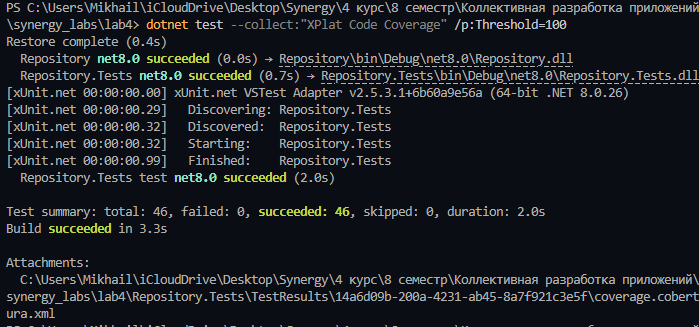 PS C:\Users\Mikhail\iCloudDrive\Desktop\Synergy\4 курс\8 семестр\Коллективная разработка приложений
\synergy_labs\lab4> dotnet test --collect:"XPlat Code Coverage" /p:Threshold=100
Restore complete (0.4s)
  Repository net8.0 succeeded (0.0s) → Repository\bin\Debug\net8.0\Repository.dll
  Repository.Tests net8.0 succeeded (0.7s) → Repository.Tests\bin\Debug\net8.0\Repository.Tests.dll
[xUnit.net 00:00:00.00] xUnit.net VSTest Adapter v2.5.3.1+6b60a9e56a (64-bit .NET 8.0.26)
[xUnit.net 00:00:00.29]   Discovering: Repository.Tests
[xUnit.net 00:00:00.32]   Discovered:  Repository.Tests
[xUnit.net 00:00:00.32]   Starting:    Repository.Tests
[xUnit.net 00:00:00.99]   Finished:    Repository.Tests
  Repository.Tests test net8.0 succeeded (2.0s)

Test summary: total: 46, failed: 0, succeeded: 46, skipped: 0, duration: 2.0s
Build succeeded in 3.3s

Attachments:
  C:\Users\Mikhail\iCloudDrive\Desktop\Synergy\4 курс\8 семестр\Коллективная разработка приложений\
synergy_labs\lab4\Repository.Tests\TestResults\14a6d09b-200a-4231-ab45-8a7f921c3e5f\coverage.cobert
ura.xml